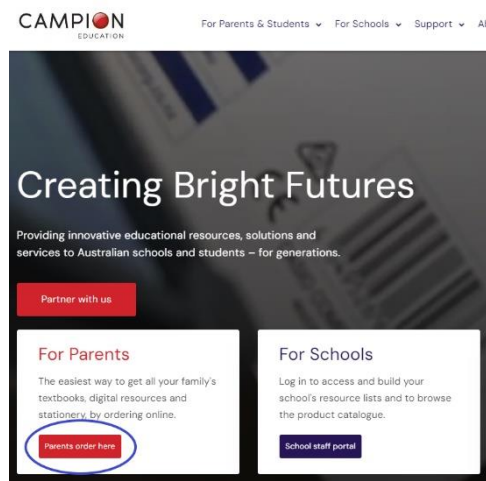 CAMPION
EDUCATION
For Parents & Students
For Schools
Support
Creating Bright Futures
Providing innovative educational resources, solutions and
services to Australian schools and students – for generations.
Partner with us
For Parents
The easiest way to get all your family's
textbooks, digital resources and
stationery, by ordering online.
Parents order here
For Schools
Log in to access and build your
school's resource lists and to browse
the product catalogue.
School staff portal